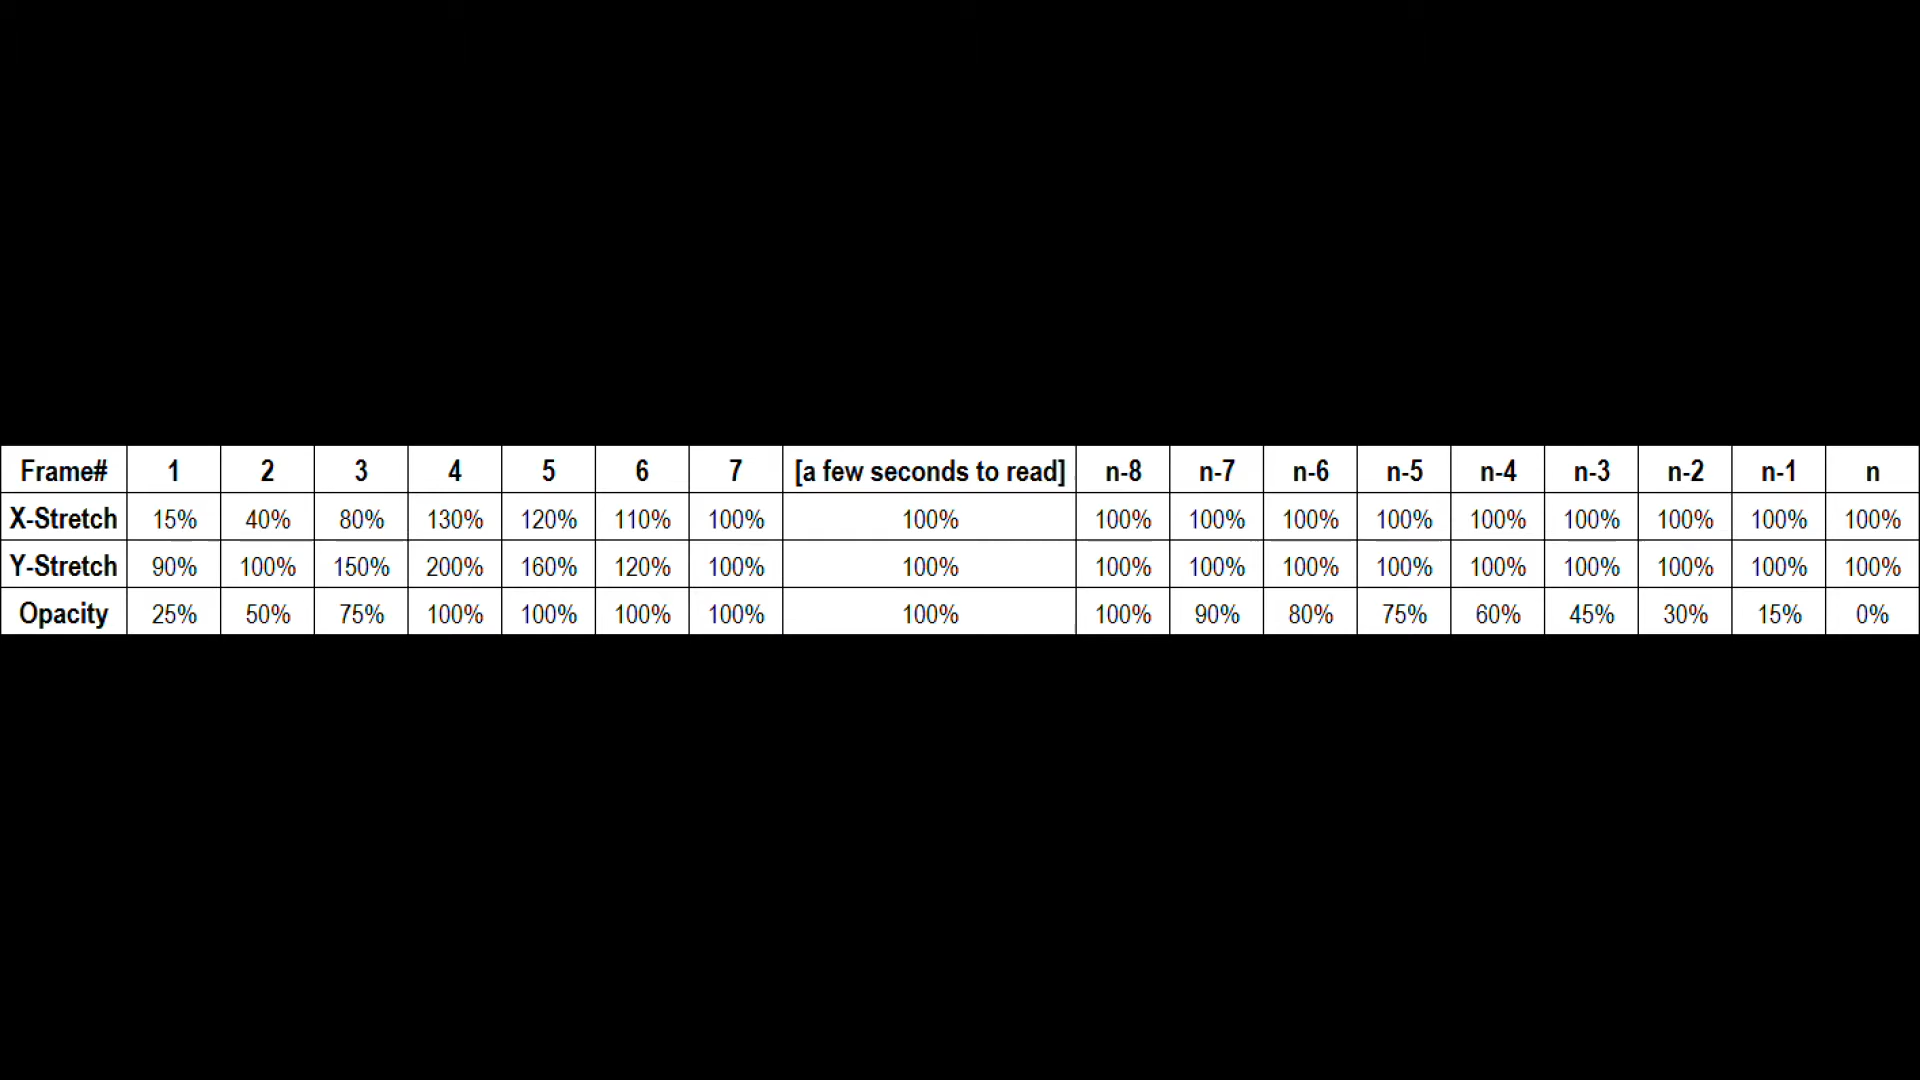 Frame# 1 2 3 4 5 6 7 [a few seconds to read] n-8 n-7 n-6 n-5 n-4 n-3 n-2 n-1 n
X-Stretch 15% 40% 80% 130% 120% 110% 100% 100% 100% 100% 100% 100% 100% 100% 100% 100% 100%
Y-Stretch 90% 100% 150% 200% 160% 120% 100% 100% 100% 100% 100% 100% 100% 100% 100% 100% 100%
Opacity 25% 50% 75% 100% 100% 100% 100% 100% 100% 90% 80% 75% 60% 45% 30% 15% 0%